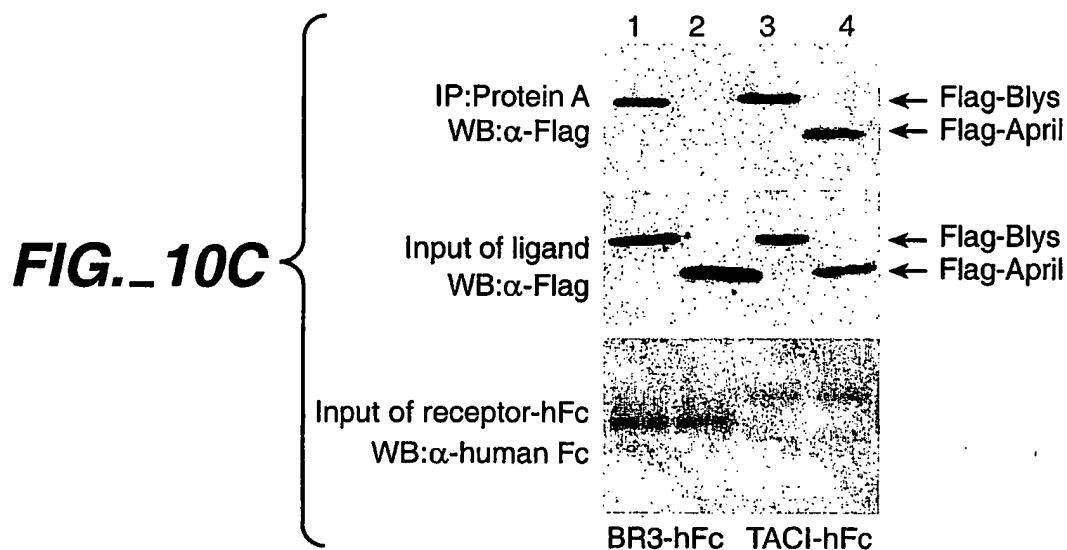 1 2 3 4
IP:Protein A
WB:α-Flag
← Flag-Blys
← Flag-April
FIG._10C
Input of ligand
WB:α-Flag
← Flag-Blys
← Flag-April
Input of receptor-hFc
WB:α-human Fc
BR3-hFc TACI-hFc